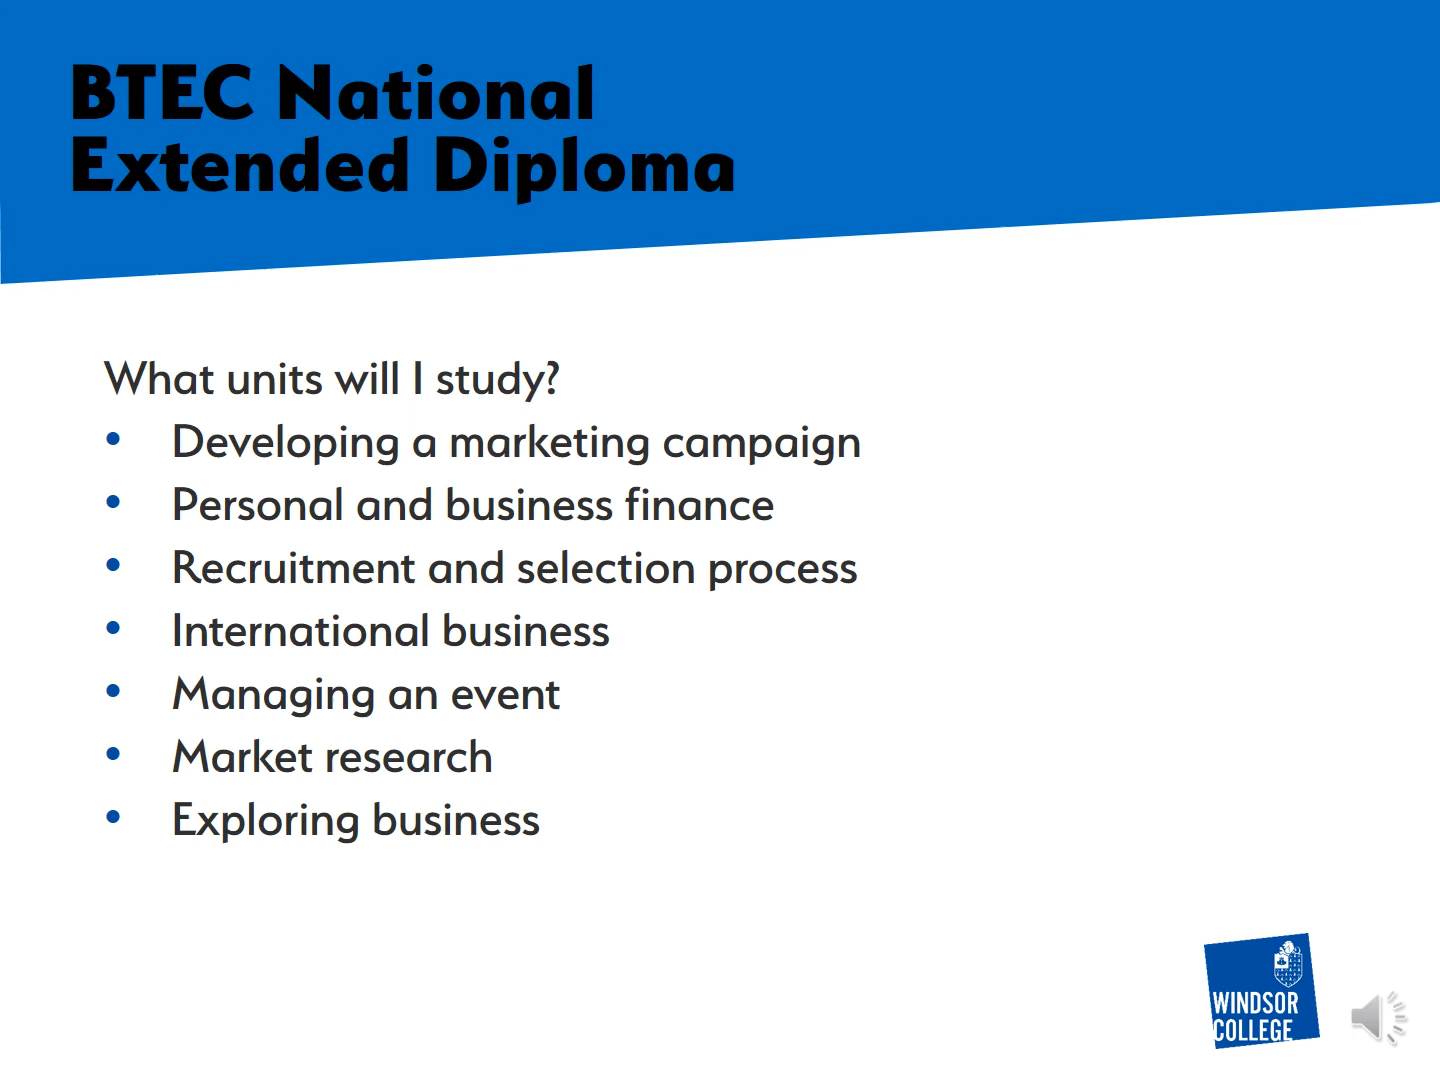 BTEC National
Extended Diploma
What units will I study?
• Developing a marketing campaign
• Personal and business finance
• Recruitment and selection process
• International business
• Managing an event
• Market research
• Exploring business
WINDSOR
COLLEGE